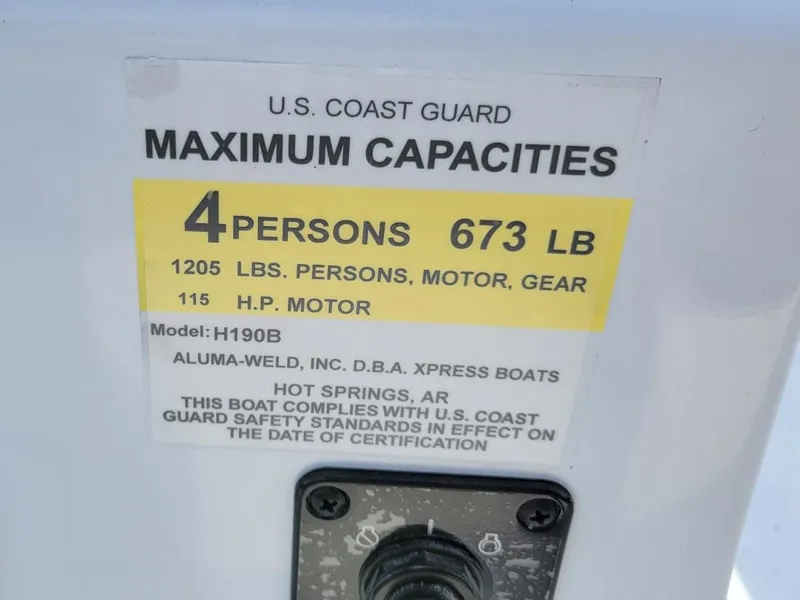 U.S. COAST GUARD
MAXIMUM CAPACITIES
4 PERSONS 673 LB
1205 LBS. PERSONS, MOTOR, GEAR
115 H.P. MOTOR
Model: H190B
ALUMA-WELD, INC. D.B.A. XPRESS BOATS
HOT SPRINGS, AR
THIS BOAT COMPLIES WITH U.S. COAST
GUARD SAFETY STANDARDS IN EFFECT ON
THE DATE OF CERTIFICATION